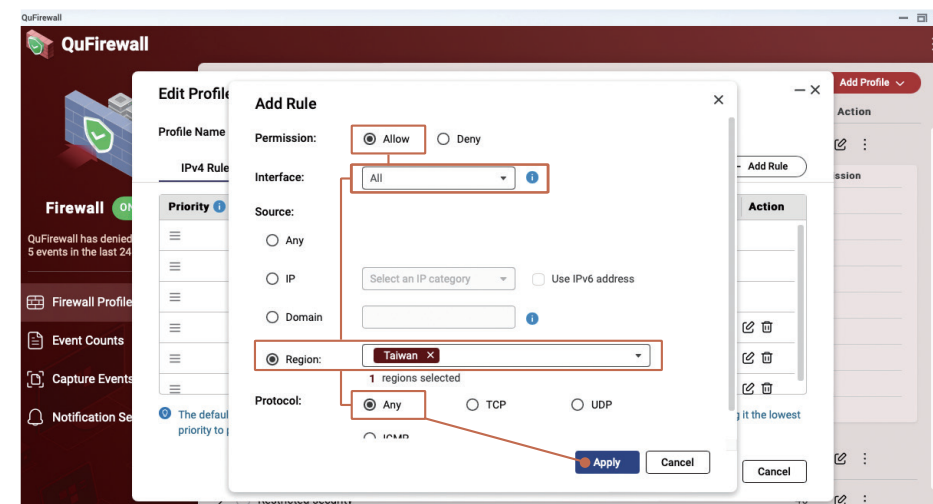 QuFirewall
QuFirewall
Add Profile
Action
ssion
Firewall ON
QuFirewall has denied
5 events in the last 24
Firewall Profile
Event Counts
Capture Events
Notification Se
Edit Profile
Profile Name
IPv4 Rule
Add Rule
Priority
Action
The defaul
priority to p
g it the lowest
Cancel
Add Rule
Permission:
Allow
Deny
Interface:
All
Source:
Any
IP
Select an IP category
Use IPv6 address
Domain
Region:
Taiwan ×
1 regions selected
Protocol:
Any
TCP
UDP
ICMP
Apply
Cancel
Restricted Security